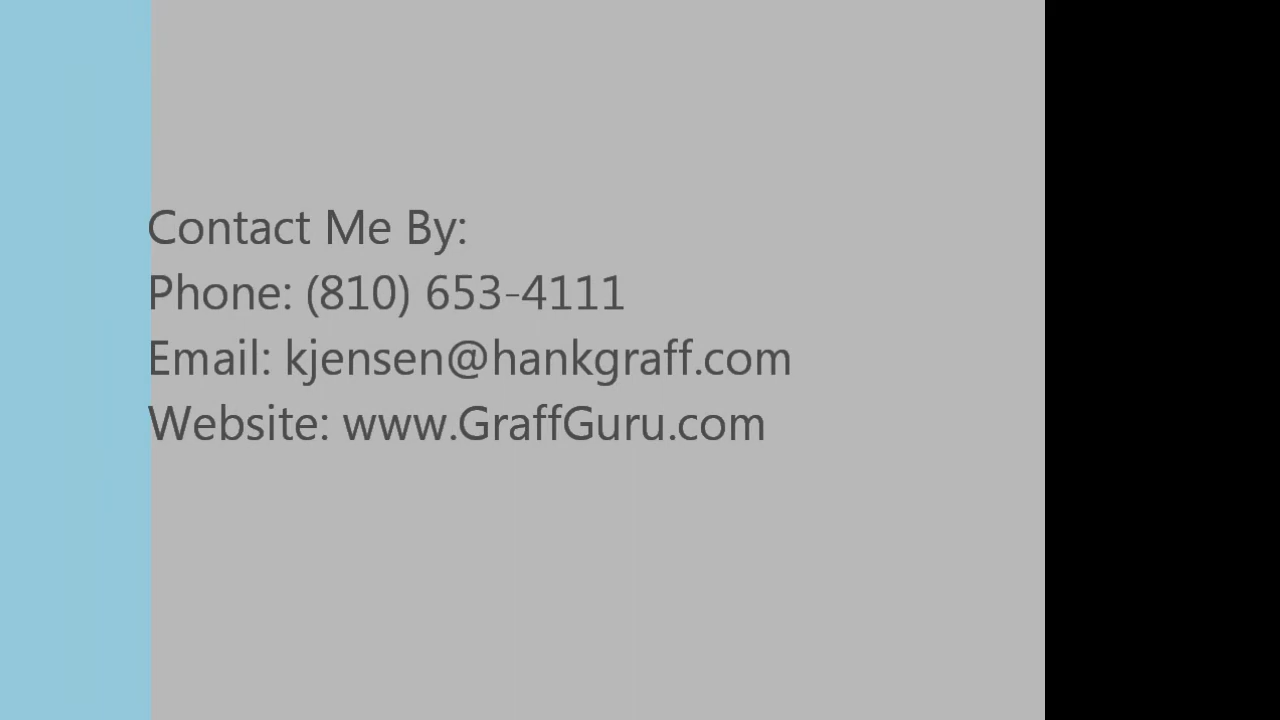 Contact Me By:
Phone: (810) 653-4111
Email: kjensen@hankgraff.com
Website: www.GraffGuru.com